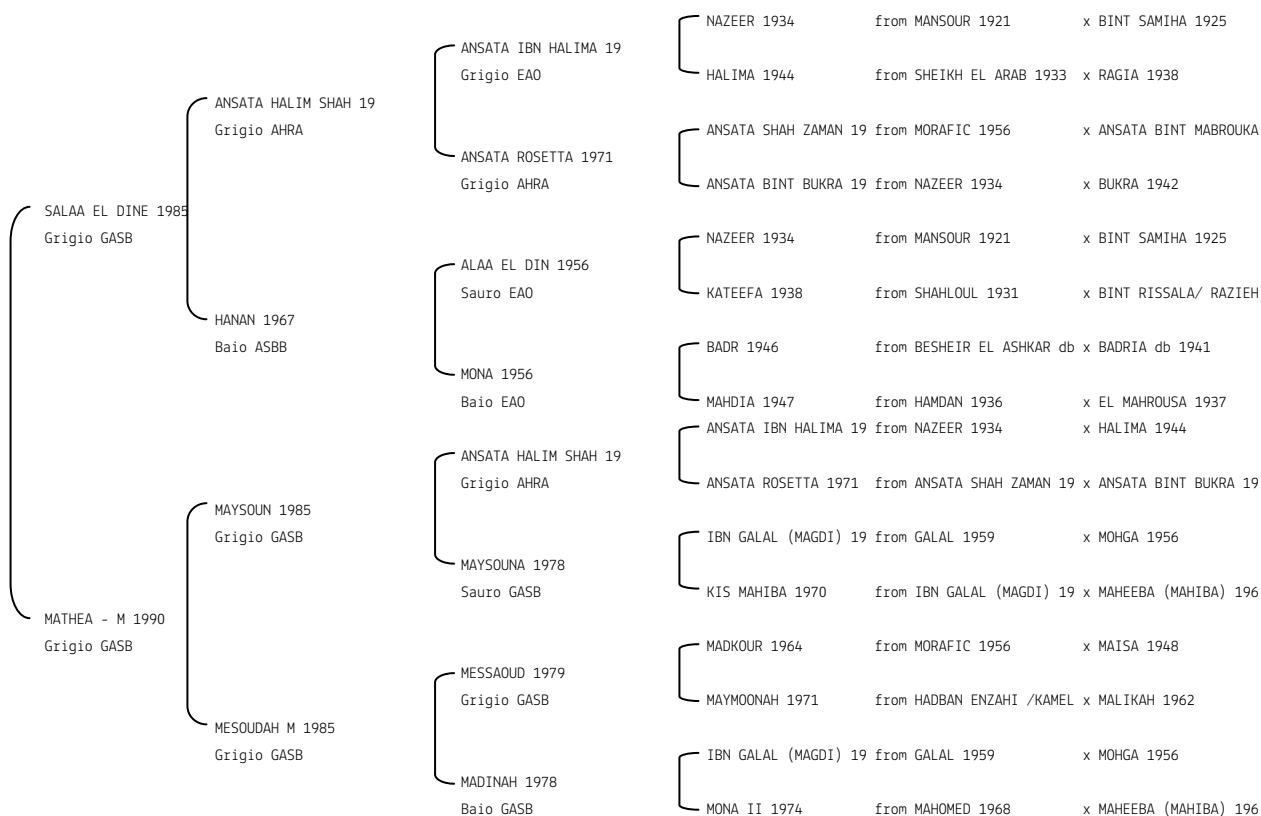 NAZEER 1934 from MANSOUR 1921 x BINT SAMIHA 1925
ANSATA IBN HALIMA 19
Grigio EAO
HALIMA 1944 from SHEIKH EL ARAB 1933 x RAGIA 1938
ANSATA HALIM SHAH 19
Grigio AHRA
ANSATA SHAH ZAMAN 19 from MORAFIC 1956 x ANSATA BINT MABROUKA
ANSATA ROSETTA 1971
Grigio AHRA
ANSATA BINT BUKRA 19 from NAZEER 1934 x BUKRA 1942
SALAA EL DINE 1985
Grigio GASB
NAZEER 1934 from MANSOUR 1921 x BINT SAMIHA 1925
ALAA EL DIN 1956
Sauro EAO
KATEEFA 1938 from SHAHLOUL 1931 x BINT RISSALA/ RAZIEH
HANAN 1967
Baio ASBB
BADR 1946 from BESHEIR EL ASHKAR db x BADRIA db 1941
MONA 1956
Baio EAO
MAHDIA 1947 from HAMDAN 1936 x EL MAHROUSA 1937
ANSATA IBN HALIMA 19 from NAZEER 1934 x HALIMA 1944
ANSATA HALIM SHAH 19
Grigio AHRA
ANSATA ROSETTA 1971 from ANSATA SHAH ZAMAN 19 x ANSATA BINT BUKRA 19
MAYSOUN 1985
Grigio GASB
IBN GALAL (MAGDI) 19 from GALAL 1959 x MOHGA 1956
MAYSOUNA 1978
Sauro GASB
KIS MAHIBA 1970 from IBN GALAL (MAGDI) 19 x MAHEEBA (MAHIBA) 196
MATHEA - M 1990
Grigio GASB
MADKOUR 1964 from MORAFIC 1956 x MAISA 1948
MESSAOUD 1979
Grigio GASB
MAYMOONAH 1971 from HADBAN ENZAHI /KAMEL x MALIKAH 1962
MESOUDAH M 1985
Grigio GASB
IBN GALAL (MAGDI) 19 from GALAL 1959 x MOHGA 1956
MADINAH 1978
Baio GASB
MONA II 1974 from MAHOMED 1968 x MAHEEBA (MAHIBA) 196